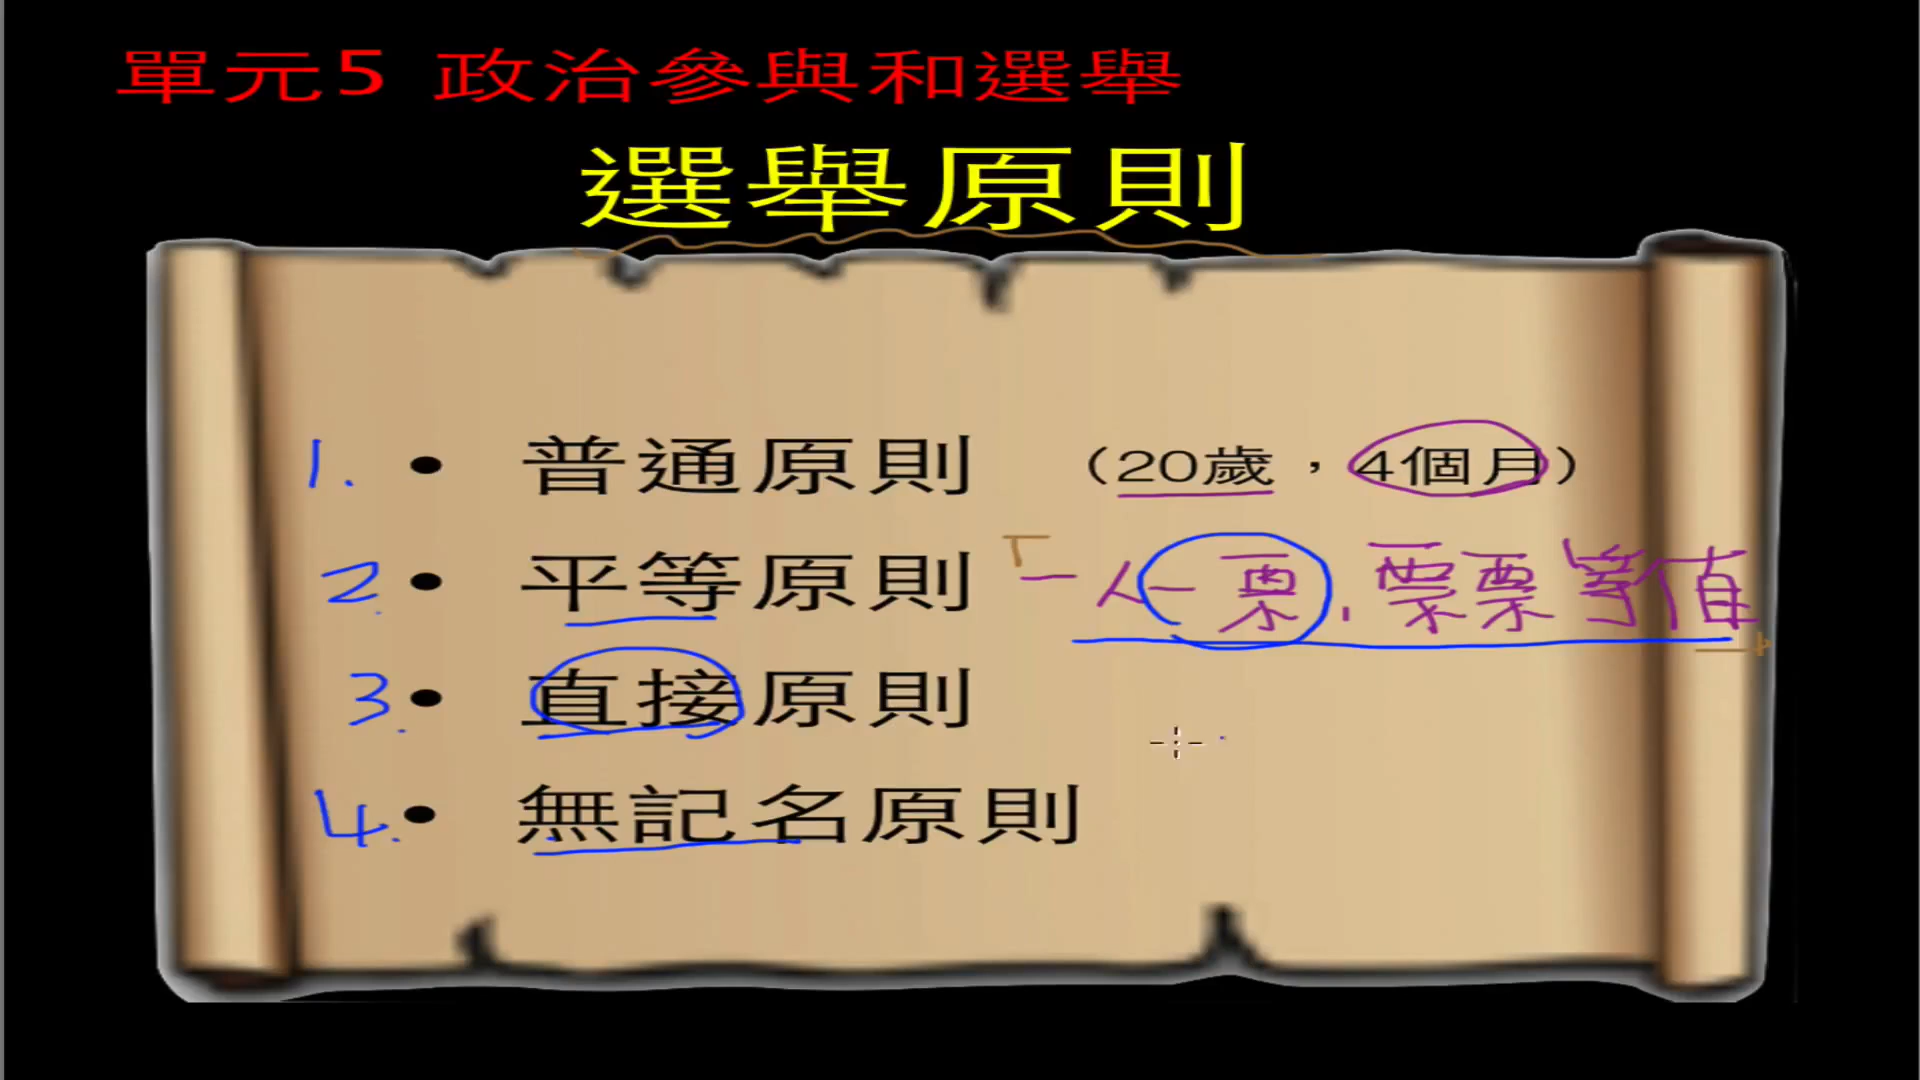 單元5 政治參與和選舉
選舉原則
1. • 普通原則 (20歲，4個月)
2. • 平等原則 「一人一票,票票等值」
3. • 直接原則
4. • 無記名原則